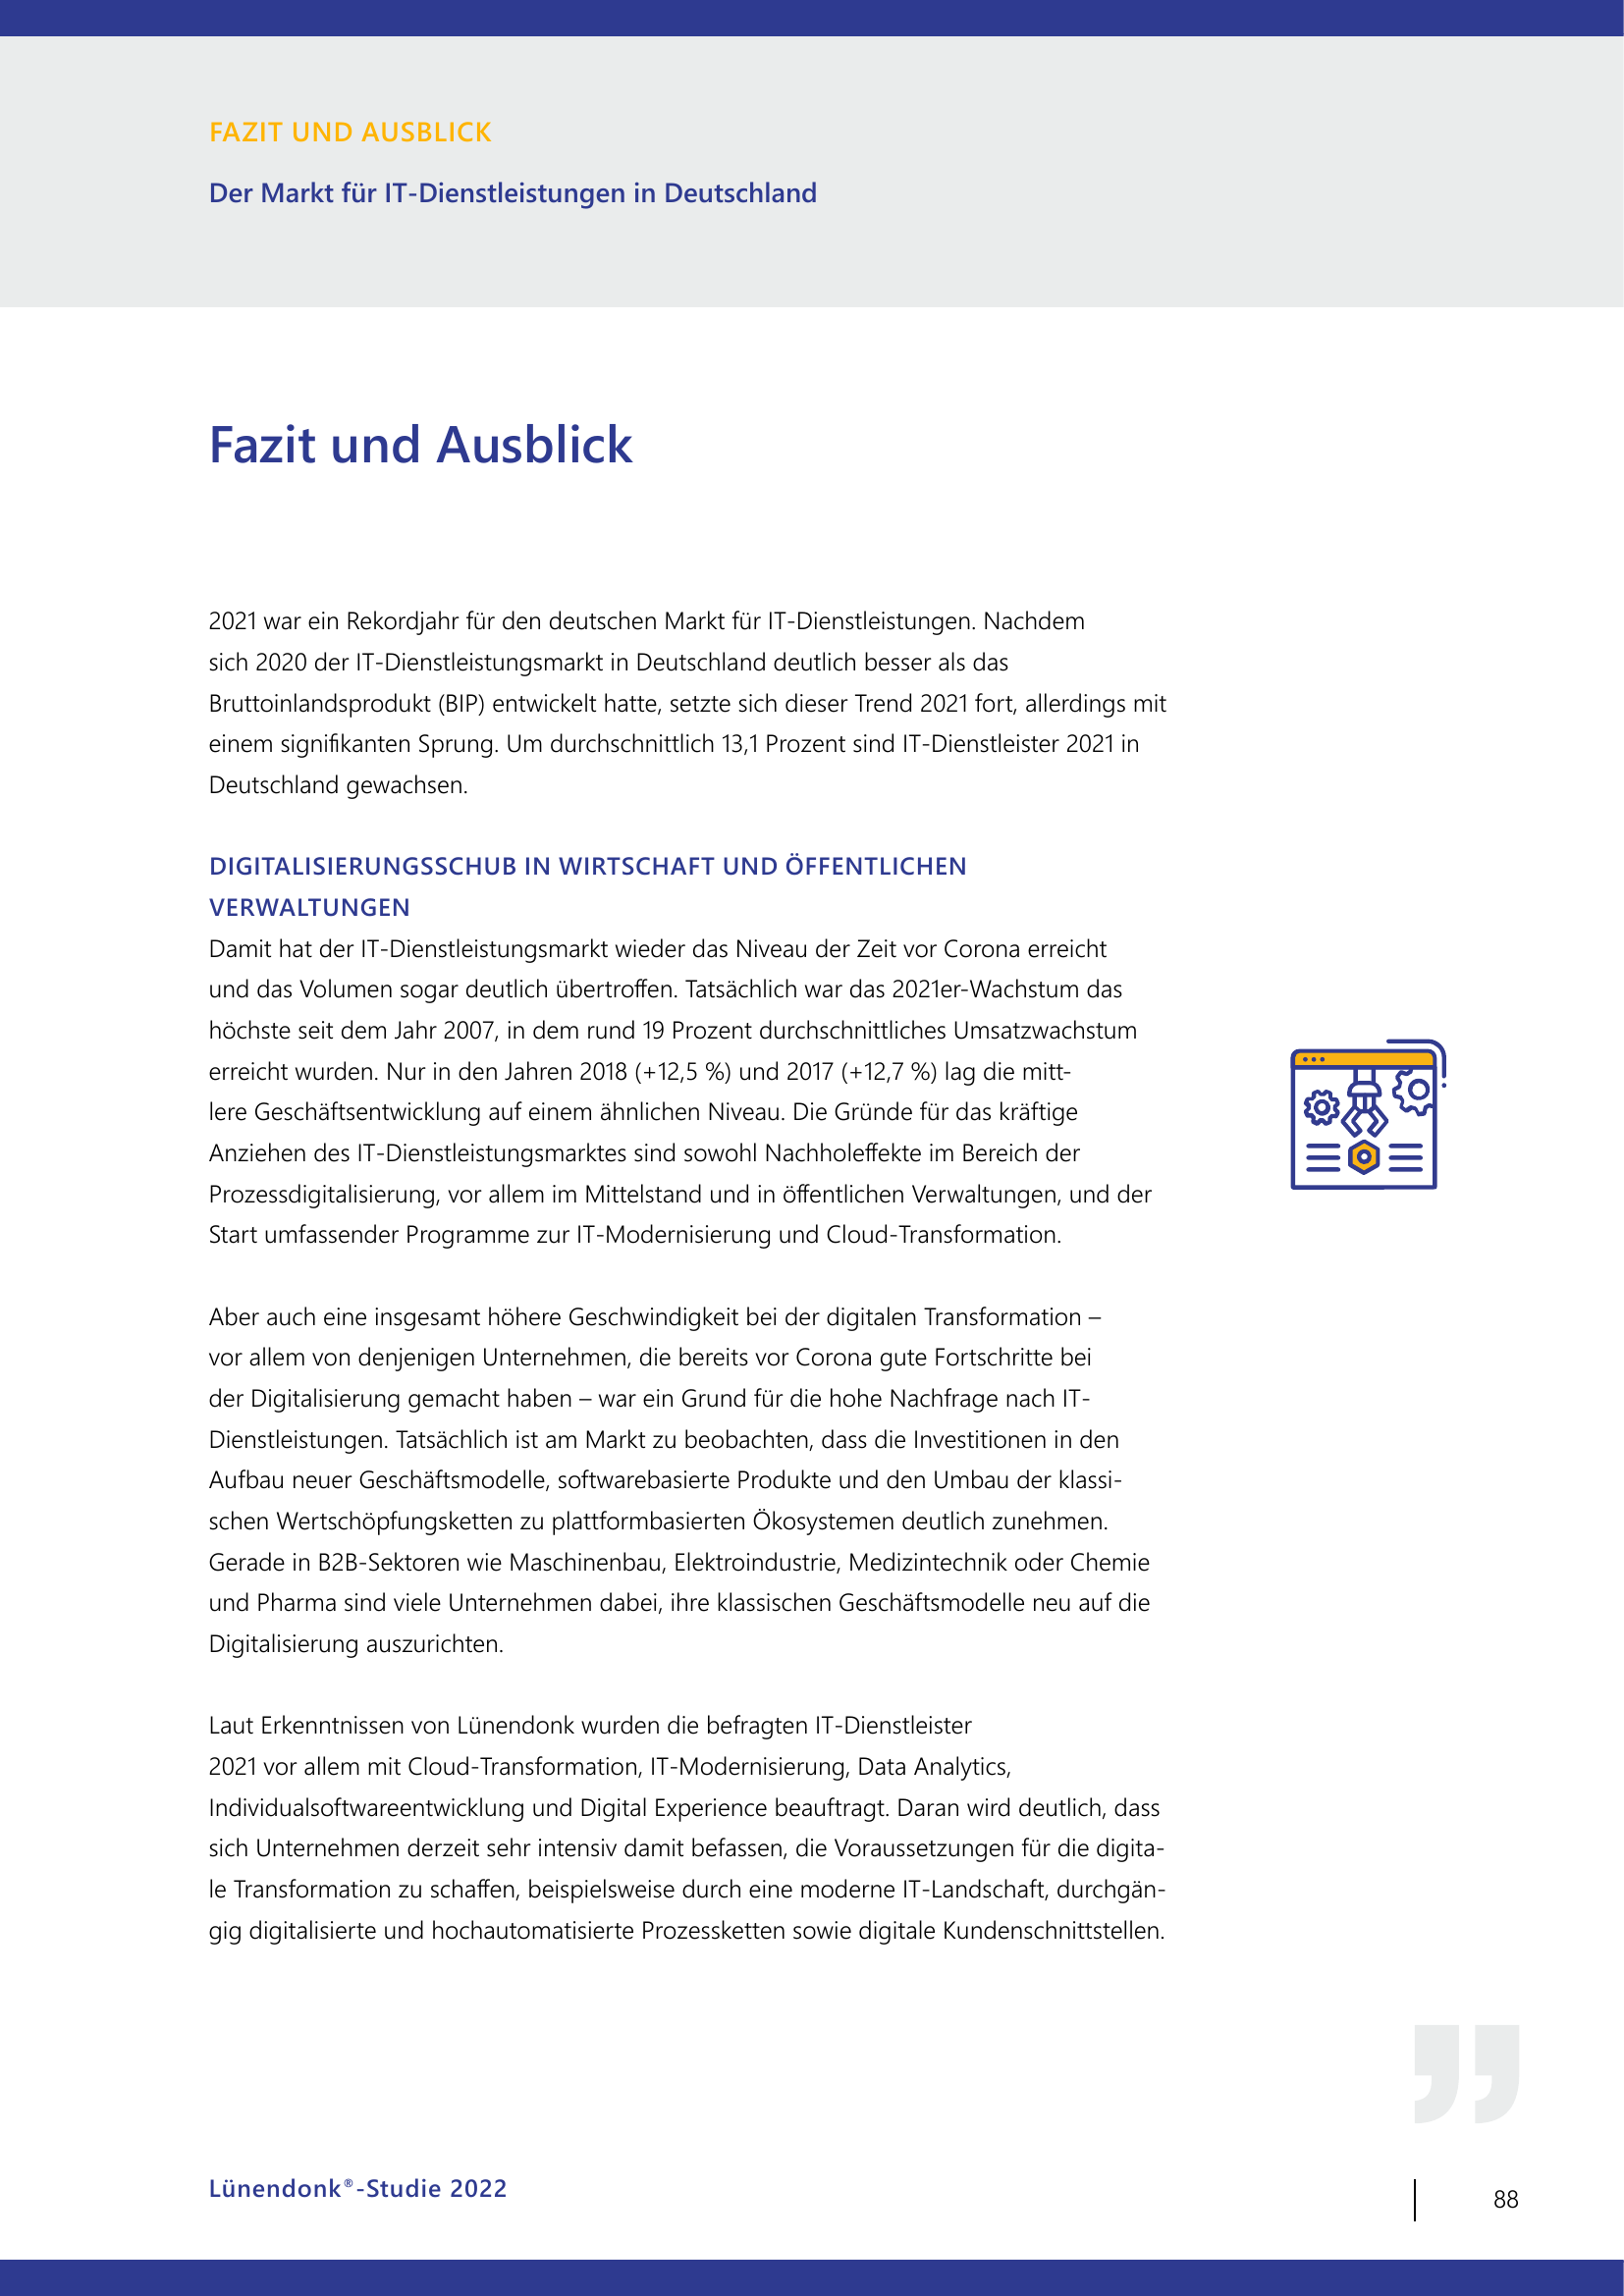 FAZIT UND AUSBLICK
Der Markt für IT-Dienstleistungen in Deutschland
Fazit und Ausblick
2021 war ein Rekordjahr für den deutschen Markt für IT-Dienstleistungen. Nachdem
sich 2020 der IT-Dienstleistungsmarkt in Deutschland deutlich besser als das
Bruttoinlandsprodukt (BIP) entwickelt hatte, setzte sich dieser Trend 2021 fort, allerdings mit
einem signifikanten Sprung. Um durchschnittlich 13,1 Prozent sind IT-Dienstleister 2021 in
Deutschland gewachsen.
DIGITALISIERUNGSSCHUB IN WIRTSCHAFT UND ÖFFENTLICHEN
VERWALTUNGEN
Damit hat der IT-Dienstleistungsmarkt wieder das Niveau der Zeit vor Corona erreicht
und das Volumen sogar deutlich übertroffen. Tatsächlich war das 2021er-Wachstum das
höchste seit dem Jahr 2007, in dem rund 19 Prozent durchschnittliches Umsatzwachstum
erreicht wurden. Nur in den Jahren 2018 (+12,5 %) und 2017 (+12,7 %) lag die mitt-
lere Geschäftsentwicklung auf einem ähnlichen Niveau. Die Gründe für das kräftige
Anziehen des IT-Dienstleistungsmarktes sind sowohl Nachholeffekte im Bereich der
Prozessdigitalisierung, vor allem im Mittelstand und in öffentlichen Verwaltungen, und der
Start umfassender Programme zur IT-Modernisierung und Cloud-Transformation.
Aber auch eine insgesamt höhere Geschwindigkeit bei der digitalen Transformation –
vor allem von denjenigen Unternehmen, die bereits vor Corona gute Fortschritte bei
der Digitalisierung gemacht haben – war ein Grund für die hohe Nachfrage nach IT-
Dienstleistungen. Tatsächlich ist am Markt zu beobachten, dass die Investitionen in den
Aufbau neuer Geschäftsmodelle, softwarebasierte Produkte und den Umbau der klassi-
schen Wertschöpfungsketten zu plattformbasierten Ökosystemen deutlich zunehmen.
Gerade in B2B-Sektoren wie Maschinenbau, Elektroindustrie, Medizintechnik oder Chemie
und Pharma sind viele Unternehmen dabei, ihre klassischen Geschäftsmodelle neu auf die
Digitalisierung auszurichten.
Laut Erkenntnissen von Lünendonk wurden die befragten IT-Dienstleister
2021 vor allem mit Cloud-Transformation, IT-Modernisierung, Data Analytics,
Individualsoftwareentwicklung und Digital Experience beauftragt. Daran wird deutlich, dass
sich Unternehmen derzeit sehr intensiv damit befassen, die Voraussetzungen für die digita-
le Transformation zu schaffen, beispielsweise durch eine moderne IT-Landschaft, durchgän-
gig digitalisierte und hochautomatisierte Prozessketten sowie digitale Kundenschnittstellen.
Lünendonk®-Studie 2022
88